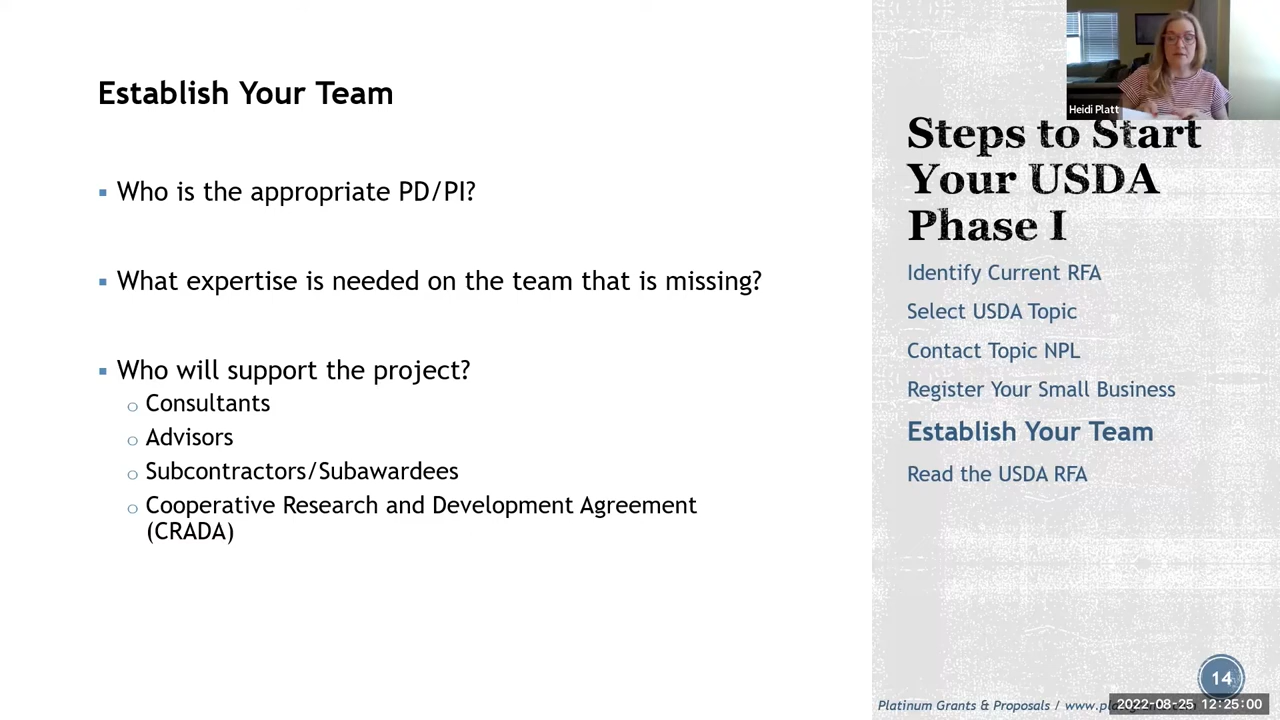 Establish Your Team
▪ Who is the appropriate PD/PI?
▪ What expertise is needed on the team that is missing?
▪ Who will support the project?
o Consultants
o Advisors
o Subcontractors/Subawardees
o Cooperative Research and Development Agreement
(CRADA)
Heidi Platt
Steps to Start
Your USDA
Phase I
Identify Current RFA
Select USDA Topic
Contact Topic NPL
Register Your Small Business
Establish Your Team
Read the USDA RFA
14
Platinum Grants & Proposals /
2022-08-25 12:25:00